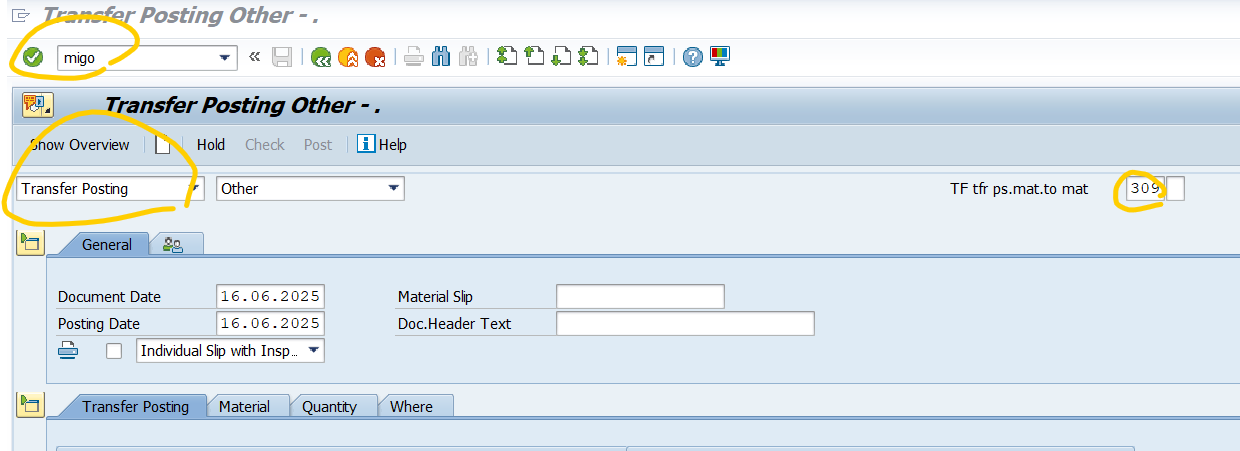 Transfer Posting Other - .
migo
Transfer Posting Other - .
Show Overview Hold Check Post Help
Transfer Posting Other TF tfr ps.mat.to mat 309
General
Document Date 16.06.2025 Material Slip
Posting Date 16.06.2025 Doc.Header Text
Individual Slip with Insp...
Transfer Posting Material Quantity Where